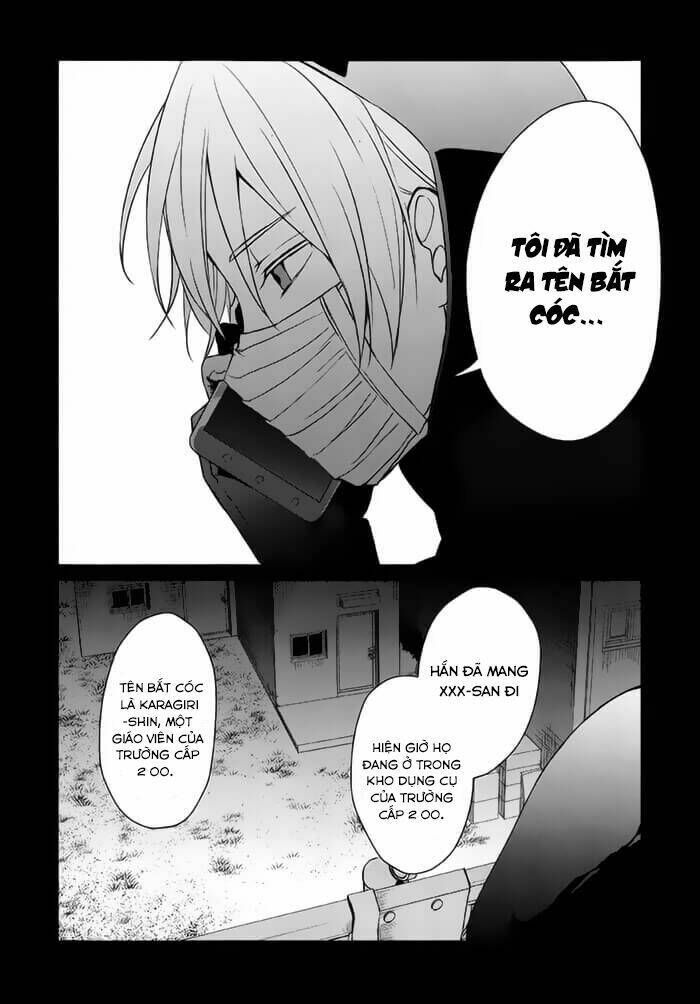 TÔI ĐÃ TÌM
RA TÊN BẮT
CÓC...
HẮN ĐÃ MANG
XXX-SAN ĐI
HIỆN GIỜ HỌ
ĐANG Ở TRONG
KHO DỤNG CỤ
CỦA TRƯỜNG
CẤP 2 OO.
TÊN BẮT CÓC
LÀ KARAGIRI
-SHIN, MỘT
GIÁO VIÊN CỦA
TRƯỜNG CẤP
2 OO.